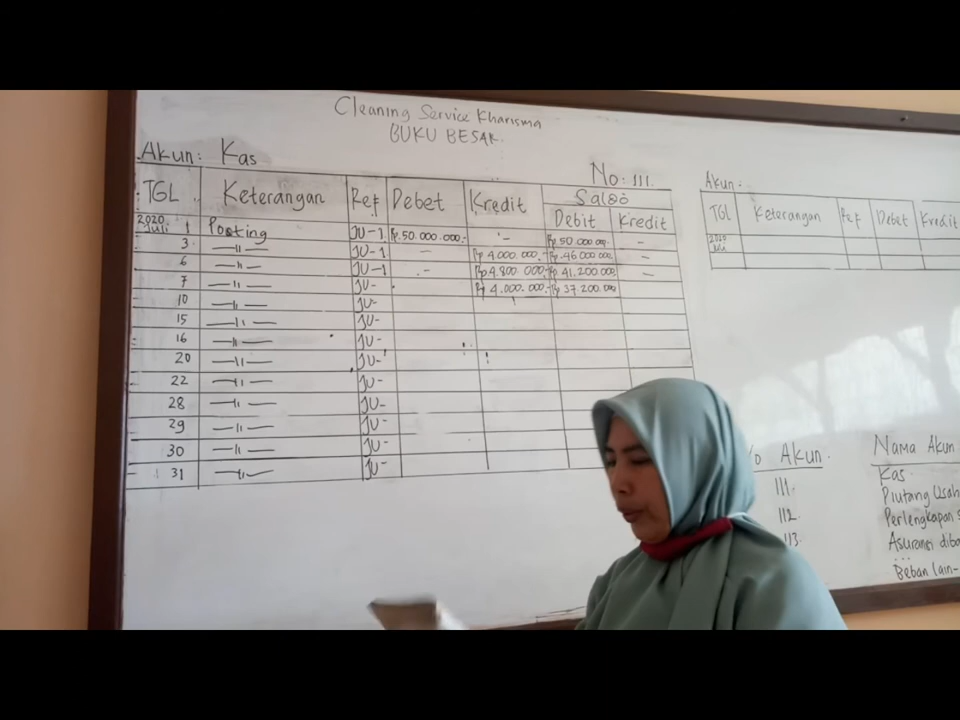 Cleaning Service Kharisma
BUKU BESAR
Akun: Kas
No: 111.
TGL Keterangan Ref Debet Kredit Saldo
Debit Kredit
2020 Juli 1 Posting JU-1 Rp.50.000.000.- - Rp.50.000.000 -
3 —〃— JU-1 - Rp 4.000.000.- Rp.46.000.000 -
6 —〃— JU-1 - Rp 4.800.000.- Rp 41.200.000 -
7 —〃— JU- Rp 4.000.000.- Rp 37.200.000
10 —〃— JU-
15 —〃— JU-
16 —〃— JU-
20 —〃— JU-
22 —〃— JU-
28 —〃— JU-
29 —〃— JU-
30 —〃— JU-
31 —〃— JU-
Akun:
TGL Keterangan Ref Debet Kredit
2020
Juli
Akun. Nama Akun
111. Kas
112. Piutang Usah
113. Perlengkapan
Asuransi diba
Beban lain-